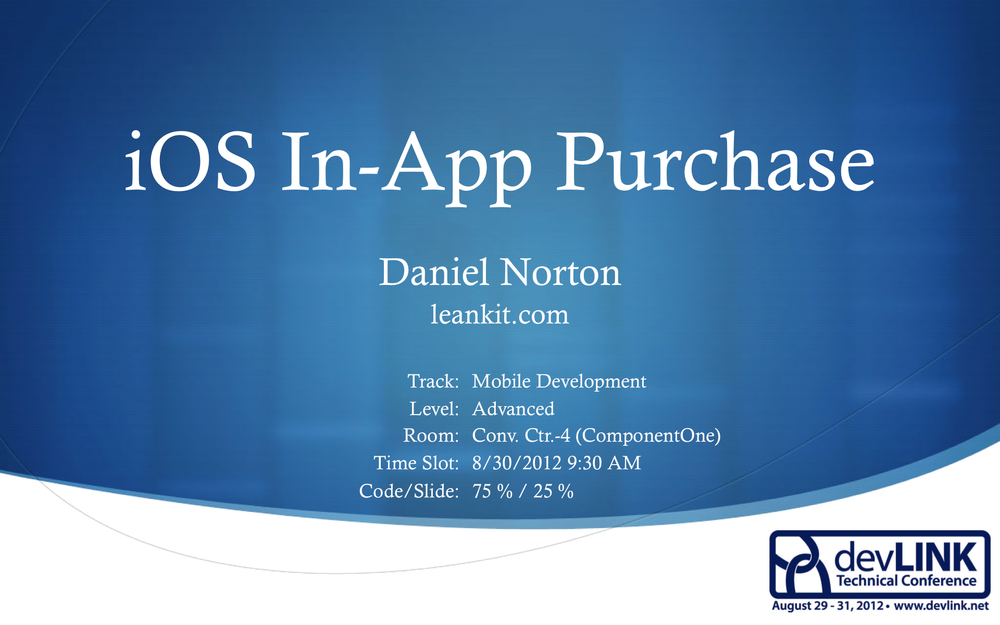 iOS In-App Purchase
Daniel Norton
leankit.com
Track: Mobile Development
Level: Advanced
Room: Conv. Ctr.-4 (ComponentOne)
Time Slot: 8/30/2012 9:30 AM
Code/Slide: 75 % / 25 %
devLINK
Technical Conference
August 29 - 31, 2012 • www.devlink.net